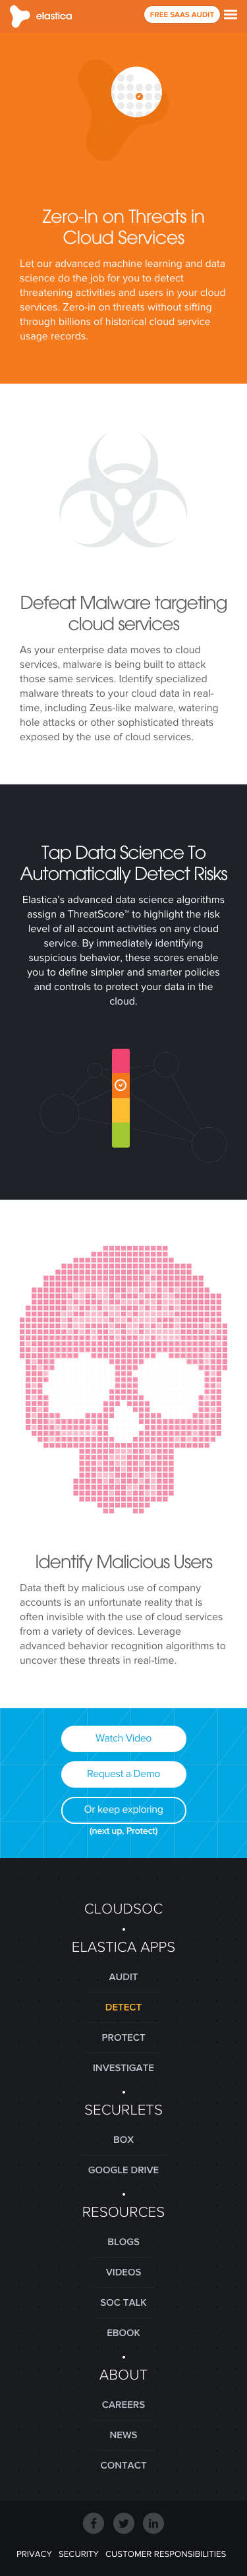 elastica
FREE SAAS AUDIT
Zero-In on Threats in
Cloud Services
Let our advanced machine learning and data
science do the job for you to detect
threatening activities and users in your cloud
services. Zero-in on threats without sifting
through billions of historical cloud service
usage records.
Defeat Malware targeting
cloud services
As your enterprise data moves to cloud
services, malware is being built to attack
those same services. Identify specialized
malware threats to your cloud data in real-
time, including Zeus-like malware, watering
hole attacks or other sophisticated threats
exposed by the use of cloud services.
Tap Data Science To
Automatically Detect Risks
Elastica's advanced data science algorithms
assign a ThreatScore™ to highlight the risk
level of all account activities on any cloud
service. By immediately identifying
suspicious behavior, these scores enable
you to define simpler and smarter policies
and controls to protect your data in the
cloud.
Identify Malicious Users
Data theft by malicious use of company
accounts is an unfortunate reality that is
often invisible within the use of cloud services
from a variety of devices. Leverage
advanced behavior recognition algorithms to
uncover these threats in real-time.
Watch Video
Request a Demo
Or keep exploring
(next up, Protect)
CLOUDSOC
•
ELASTICA APPS
AUDIT
DETECT
PROTECT
INVESTIGATE
•
SECURLETS
BOX
GOOGLE DRIVE
•
RESOURCES
BLOGS
VIDEOS
SOC TALK
EBOOK
•
ABOUT
CAREERS
NEWS
CONTACT
PRIVACY SECURITY CUSTOMER RESPONSIBILITIES